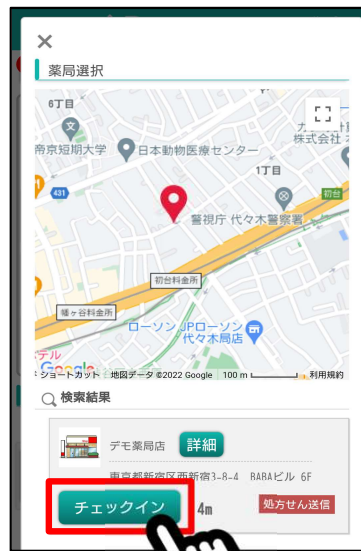 ×
薬局選択
6丁目
帝京短期大学
日本動物医療センター
株式会社
1丁目
431
初台
警視庁 代々木警察署
初台料金所
幡ヶ谷料金所
ローソン JPローソン
代々木局店
テル
Google
ショートカット
地図データ ©2022 Google
100 m
利用規約
検索結果
デモ薬局店
詳細
東京都新宿区西新宿3-8-4 BABAビル 6F
チェックイン
4m
処方せん送信